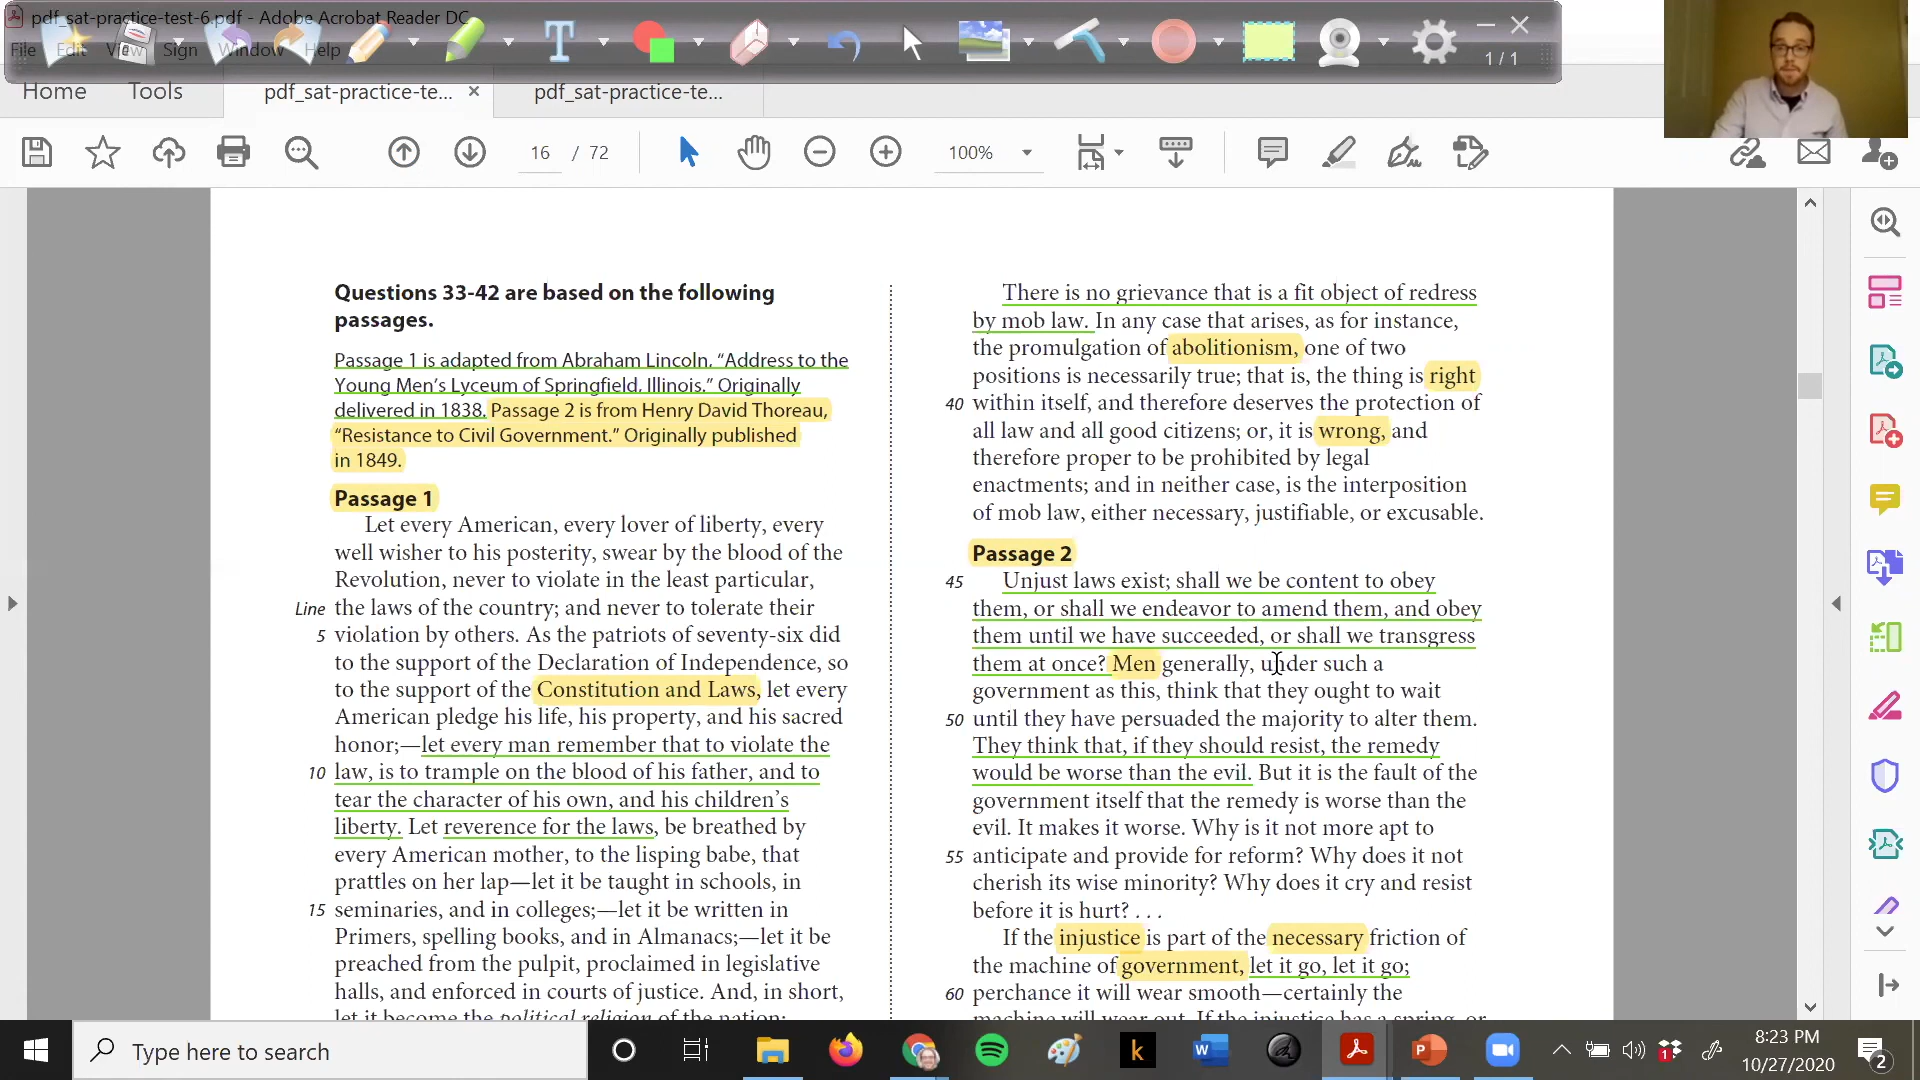 pdf_sat-practice-test-6.pdf - Adobe Acrobat Reader DC
File Edit View Sign Window Help
1 / 1
Home Tools pdf_sat-practice-te... × pdf_sat-practice-te...
16 / 72 100%
Questions 33-42 are based on the following
passages.
Passage 1 is adapted from Abraham Lincoln, “Address to the
Young Men’s Lyceum of Springfield, Illinois.” Originally
delivered in 1838. Passage 2 is from Henry David Thoreau,
“Resistance to Civil Government.” Originally published
in 1849.
Passage 1
Let every American, every lover of liberty, every
well wisher to his posterity, swear by the blood of the
Revolution, never to violate in the least particular,
Line the laws of the country; and never to tolerate their
5 violation by others. As the patriots of seventy-six did
to the support of the Declaration of Independence, so
to the support of the Constitution and Laws, let every
American pledge his life, his property, and his sacred
honor;—let every man remember that to violate the
10 law, is to trample on the blood of his father, and to
tear the character of his own, and his children’s
liberty. Let reverence for the laws, be breathed by
every American mother, to the lisping babe, that
prattles on her lap—let it be taught in schools, in
15 seminaries, and in colleges;—let it be written in
Primers, spelling books, and in Almanacs;—let it be
preached from the pulpit, proclaimed in legislative
halls, and enforced in courts of justice. And, in short,
let it become the political religion of the nation;
There is no grievance that is a fit object of redress
by mob law. In any case that arises, as for instance,
the promulgation of abolitionism, one of two
positions is necessarily true; that is, the thing is right
40 within itself, and therefore deserves the protection of
all law and all good citizens; or, it is wrong, and
therefore proper to be prohibited by legal
enactments; and in neither case, is the interposition
of mob law, either necessary, justifiable, or excusable.
Passage 2
45 Unjust laws exist; shall we be content to obey
them, or shall we endeavor to amend them, and obey
them until we have succeeded, or shall we transgress
them at once? Men generally, under such a
government as this, think that they ought to wait
50 until they have persuaded the majority to alter them.
They think that, if they should resist, the remedy
would be worse than the evil. But it is the fault of the
government itself that the remedy is worse than the
evil. It makes it worse. Why is it not more apt to
55 anticipate and provide for reform? Why does it not
cherish its wise minority? Why does it cry and resist
before it is hurt? . . .
If the injustice is part of the necessary friction of
the machine of government, let it go, let it go;
60 perchance it will wear smooth—certainly the
machine will wear out. If the injustice has a spring, or
Type here to search
k
W
P
1
8:23 PM
10/27/2020
2